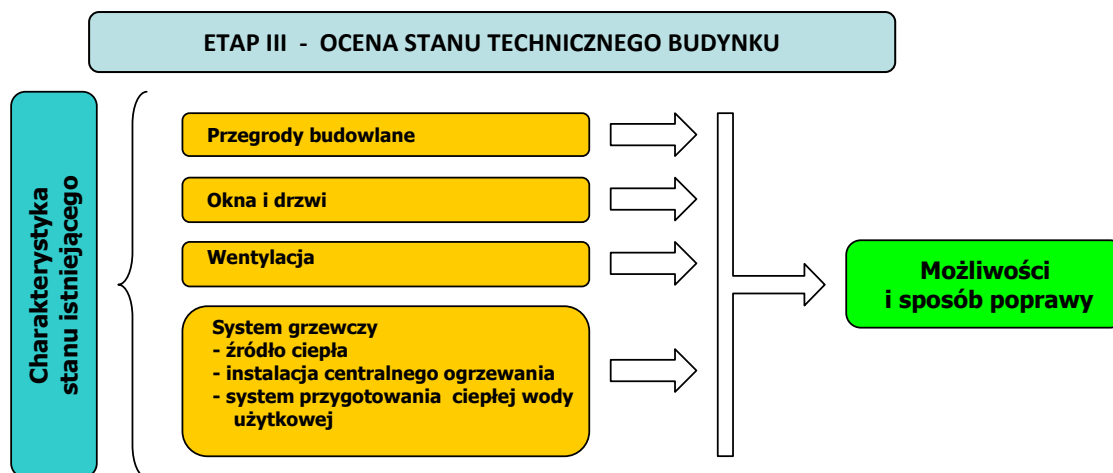 ETAP III - OCENA STANU TECHNICZNEGO BUDYNKU
Charakterystyka
stanu istniejącego
Przegrody budowlane
Okna i drzwi
Wentylacja
System grzewczy
- źródło ciepła
- instalacja centralnego ogrzewania
- system przygotowania ciepłej wody
użytkowej
Możliwości
i sposób poprawy